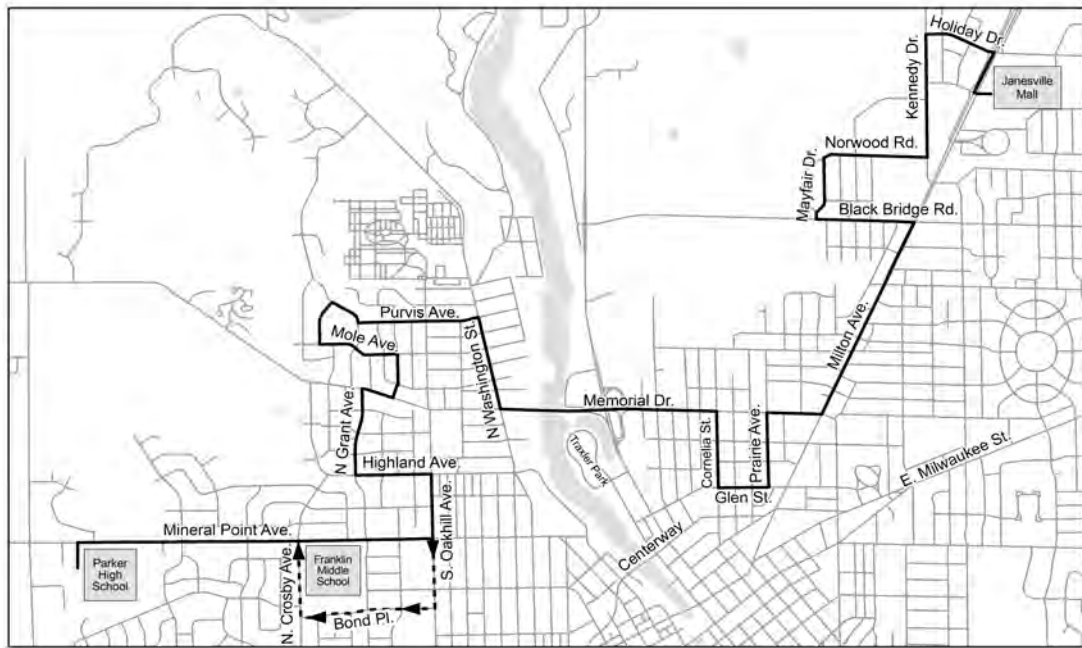 Holiday Dr.
Kennedy Dr.
Janesville
Mall
Norwood Rd.
Mayfair Dr.
Black Bridge Rd.
Purvis Ave.
Mole Ave.
N Washington St.
Milton Ave.
N Grant Ave.
Memorial Dr.
Cornelia St.
Prairie Ave.
Traxler Park
Highland Ave.
E. Milwaukee St.
Glen St.
S. Oakhill Ave.
Mineral Point Ave.
Centerway
Parker
High
School
N. Crosby Ave.
Franklin
Middle
School
Bond Pl.